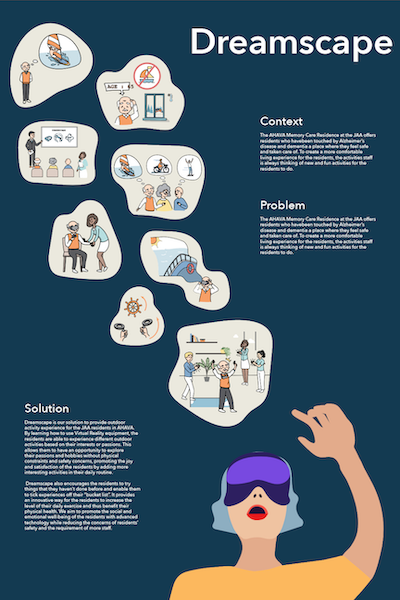 Dreamscape
AGE : 65
Context
The AHAVA Memory Care Residence at the JAA offers
residents who havebeen touched by Alzheimer's
disease and dementia a place where they feel safe
and taken care of. To create a more comfortable
living experience for the residents, the activities staff
is always thinking of new and fun activities for the
residents to do.
Problem
The AHAVA Memory Care Residence at the JAA offers
residents who havebeen touched by Alzheimer's
disease and dementia a place where they feel safe
and taken care of. To create a more comfortable
living experience for the residents, the activities staff
is always thinking of new and fun activities for the
residents to do.
Solution
Dreamscape is our solution to provide outdoor
activity experience for the JAA residents in AHAVA.
By learning how to use Virtual Reality equipment, the
residents are able to experience different outdoor
activities based on their interests or passions. This
allows them to have an opportunity to explore
their passions and hobbies without physical
constraints and safety concerns, promoting the joy
and satisfaction of the residents by adding more
interesting activities in their daily routine.
Dreamscape also encourages the residents to try
things that they haven't done before and enable them
to tick experiences off their "bucket list". It provides
an innovative way for the residents to increase the
level of their daily exercise and thus benefit their
physical health. We aim to promote the social and
emotional well-being of the residents with advanced
technology while reducing the concerns of residents'
safety and the requirement of more staff.